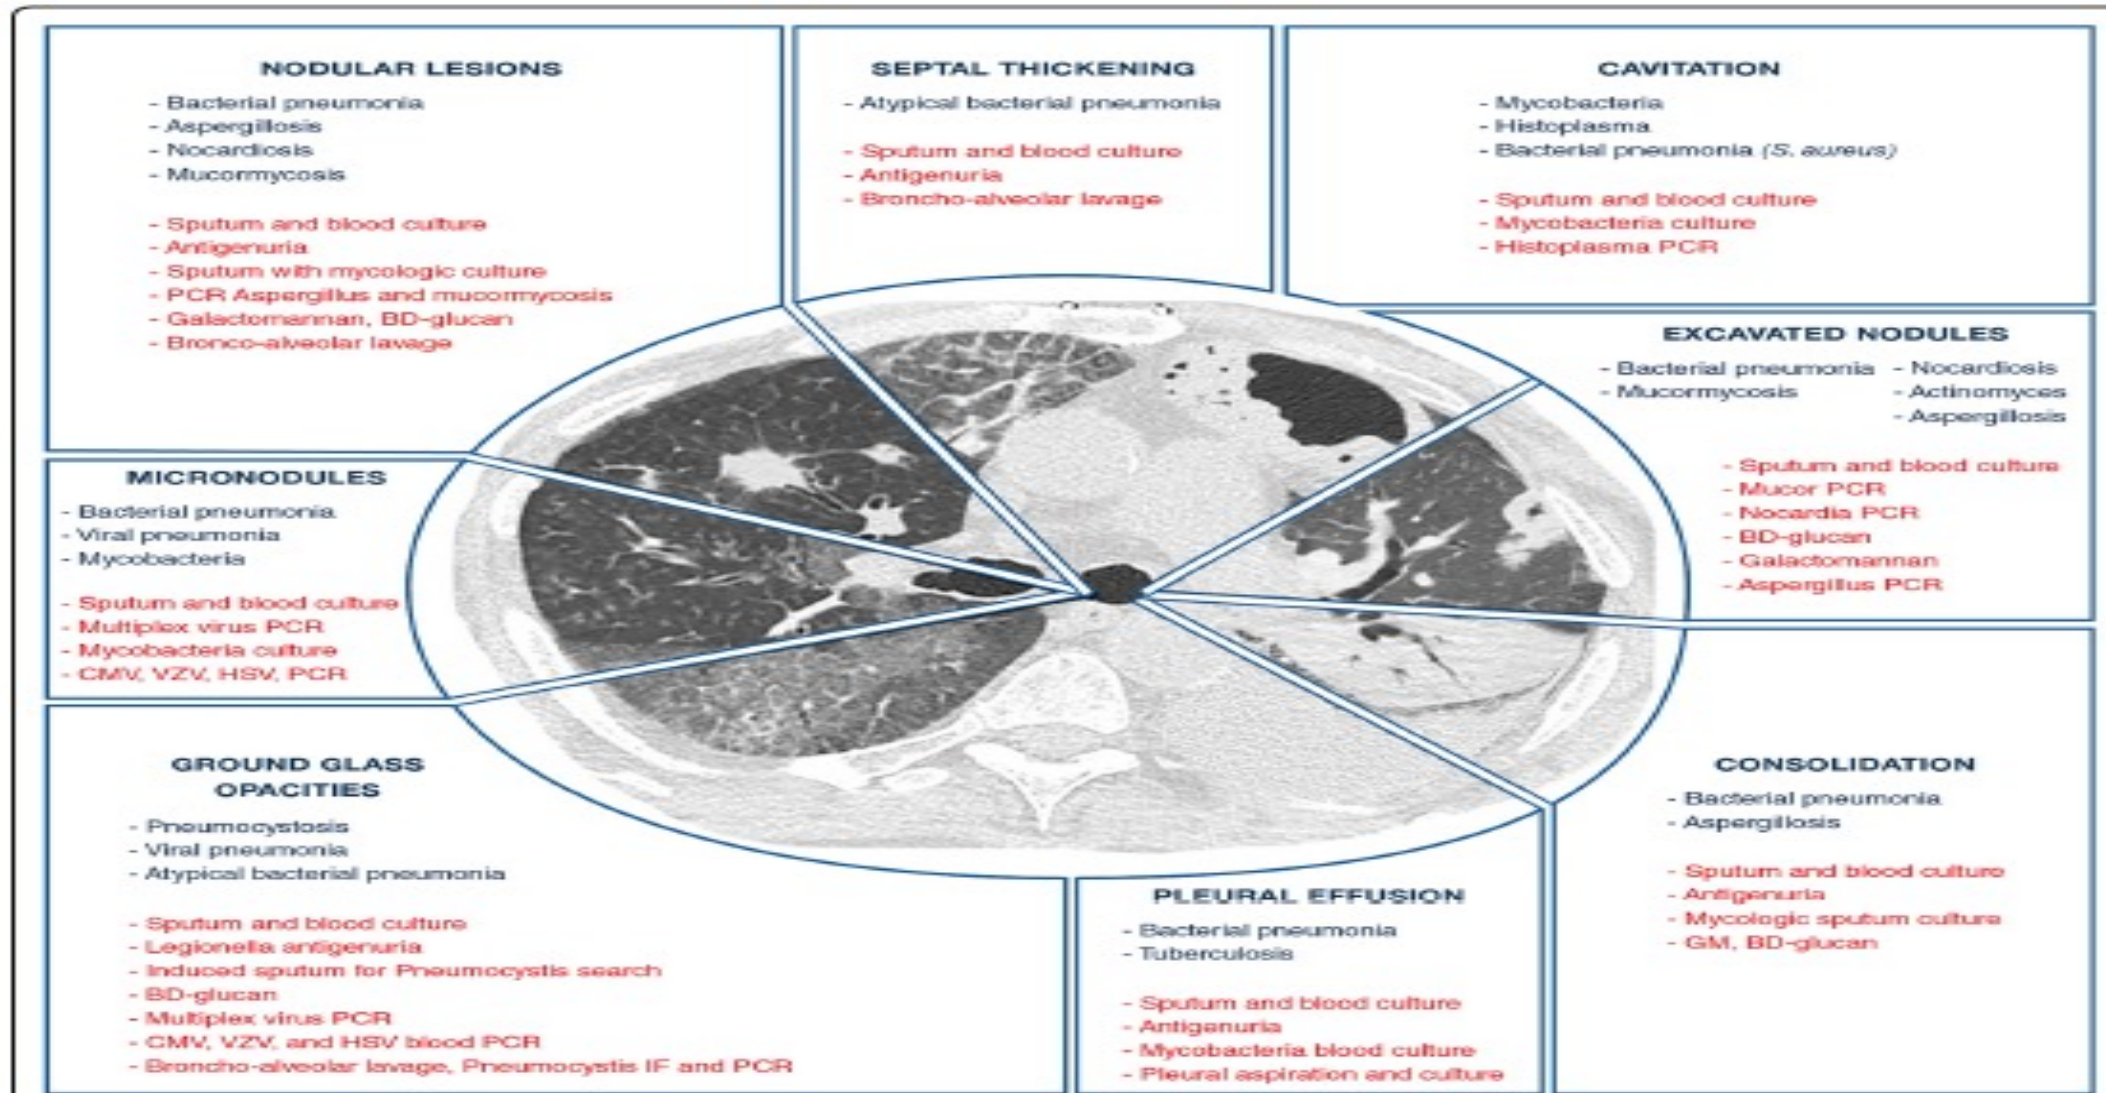 NODULAR LESIONS
- Bacterial pneumonia
- Aspergillosis
- Nocardiosis
- Mucormycosis
- Sputum and blood culture
- Antigenuria
- Sputum with mycologic culture
- PCR Aspergillus and mucormycosis
- Galactomannan, BD-glucan
- Bronco-alveolar lavage
SEPTAL THICKENING
- Atypical bacterial pneumonia
- Sputum and blood culture
- Antigenuria
- Broncho-alveolar lavage
CAVITATION
- Mycobacteria
- Histoplasma
- Bacterial pneumonia (S. aureus)
- Sputum and blood culture
- Mycobacteria culture
- Histoplasma PCR
EXCAVATED NODULES
- Bacterial pneumonia - Nocardiosis
- Mucormycosis - Actinomyces
- Aspergillosis
- Sputum and blood culture
- Mucor PCR
- Nocardia PCR
- BD-glucan
- Galactomannan
- Aspergillus PCR
MICRONODULES
- Bacterial pneumonia
- Viral pneumonia
- Mycobacteria
- Sputum and blood culture
- Multiplex virus PCR
- Mycobacteria culture
- CMV, VZV, HSV, PCR
GROUND GLASS
OPACITIES
- Pneumocystosis
- Viral pneumonia
- Atypical bacterial pneumonia
- Sputum and blood culture
- Legionella antigenuria
- Induced sputum for Pneumocystis search
- BD-glucan
- Multiplex virus PCR
- CMV, VZV, and HSV blood PCR
- Broncho-alveolar lavage, Pneumocystis IF and PCR
PLEURAL EFFUSION
- Bacterial pneumonia
- Tuberculosis
- Sputum and blood culture
- Antigenuria
- Mycobacteria blood culture
- Pleural aspiration and culture
CONSOLIDATION
- Bacterial pneumonia
- Aspergillosis
- Sputum and blood culture
- Antigenuria
- Mycologic sputum culture
- GM, BD-glucan